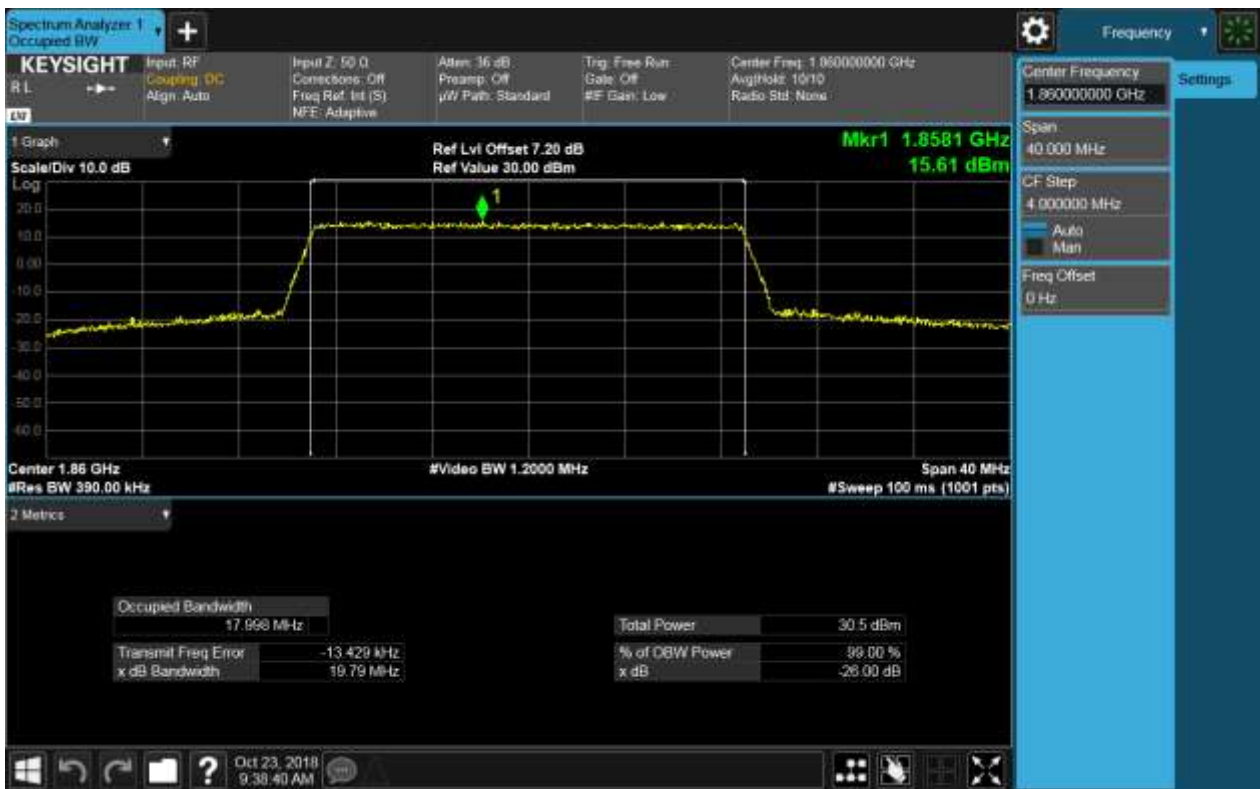 Spectrum Analyzer 1
Occupied BW
Frequency
KEYSIGHT
R L
Input: RF
Coupling: DC
Align: Auto
Input Z: 50 Ω
Corrections: Off
Freq Ref: Int (S)
NFE: Adaptive
Atten: 36 dB
Preamp: Off
µW Path: Standard
Trig: Free Run
Gate: Off
#IF Gain: Low
Center Freq: 1.860000000 GHz
Avg|Hold: 10/10
Radio Std: None
Center Frequency
1.860000000 GHz
Settings
Span
40.000 MHz
CF Step
4.000000 MHz
Auto
Man
Freq Offset
0 Hz
1 Graph
Scale/Div 10.0 dB
Ref Lvl Offset 7.20 dB
Ref Value 30.00 dBm
Mkr1 1.8581 GHz
15.61 dBm
Log
20.0
10.0
0.00
-10.0
-20.0
-30.0
-40.0
-50.0
-60.0
1
Center 1.86 GHz
#Res BW 390.00 kHz
#Video BW 1.2000 MHz
Span 40 MHz
#Sweep 100 ms (1001 pts)
2 Metrics
Occupied Bandwidth
17.998 MHz
Transmit Freq Error -13.429 kHz
x dB Bandwidth 19.79 MHz
Total Power 30.5 dBm
% of OBW Power 99.00 %
x dB -26.00 dB
?
Oct 23, 2018
9:38:40 AM